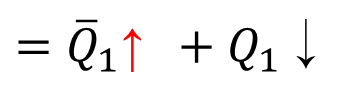 = Q̄₁↑ + Q₁↓